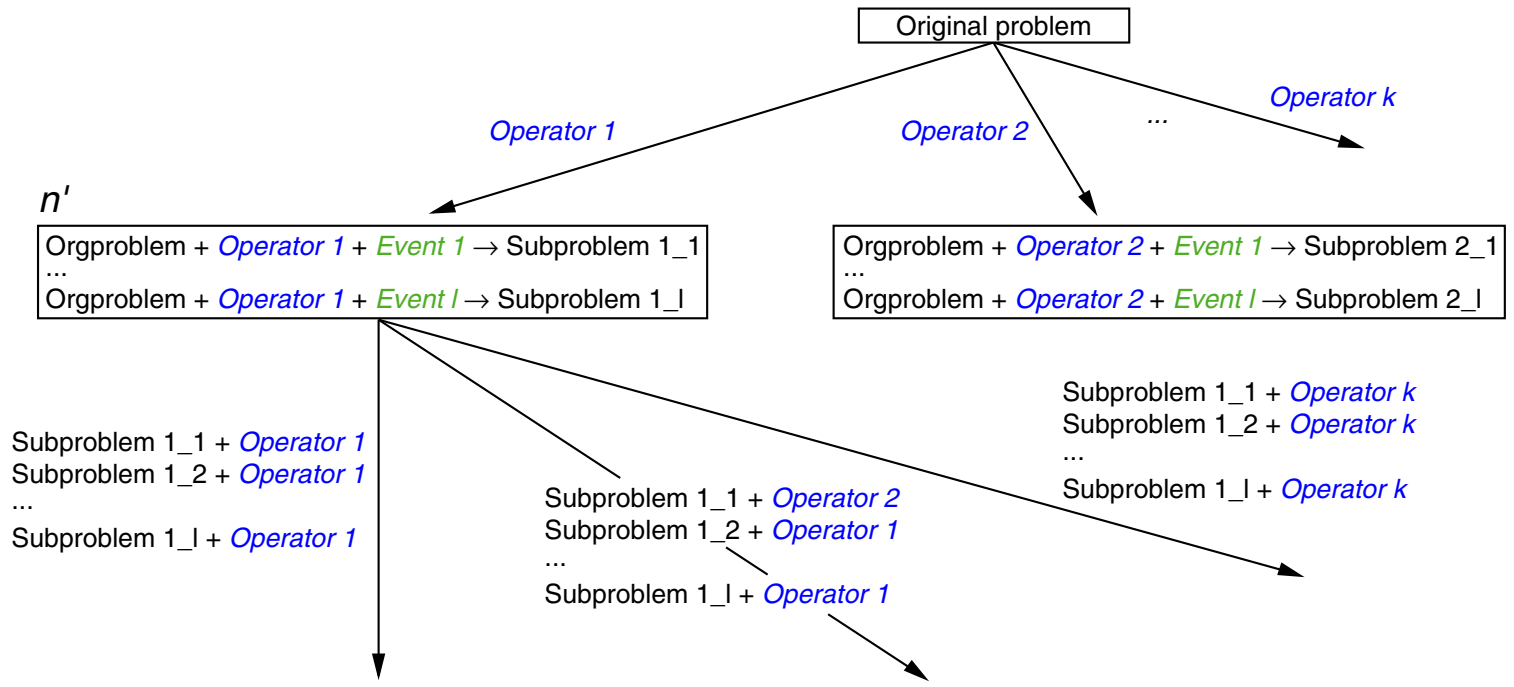 Original problem
Operator 1
Operator 2
...
Operator k
n'
Orgproblem + Operator 1 + Event 1 → Subproblem 1_1
...
Orgproblem + Operator 1 + Event l → Subproblem 1_l
Orgproblem + Operator 2 + Event 1 → Subproblem 2_1
...
Orgproblem + Operator 2 + Event l → Subproblem 2_l
Subproblem 1_1 + Operator 1
Subproblem 1_2 + Operator 1
...
Subproblem 1_l + Operator 1
Subproblem 1_1 + Operator 2
Subproblem 1_2 + Operator 1
...
Subproblem 1_l + Operator 1
Subproblem 1_1 + Operator k
Subproblem 1_2 + Operator k
...
Subproblem 1_l + Operator k